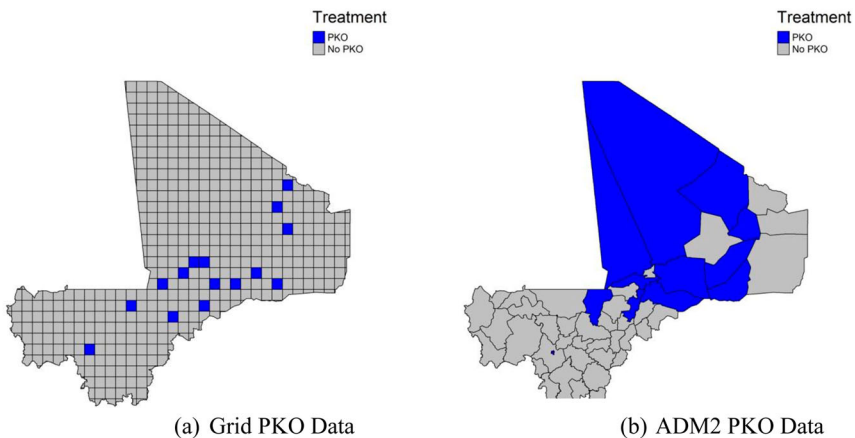 Treatment
PKO
No PKO
Treatment
PKO
No PKO
(a) Grid PKO Data
(b) ADM2 PKO Data